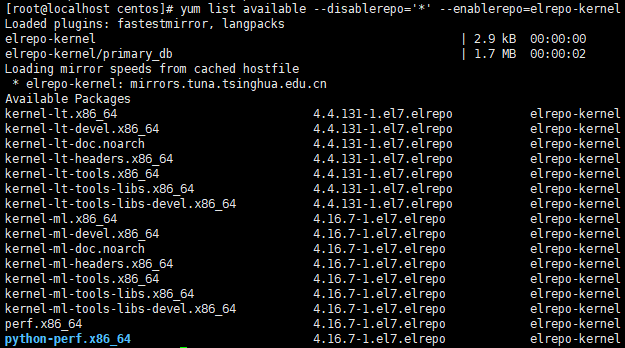 [root@localhost centos]# yum list available --disablerepo='*' --enablerepo=elrepo-kernel
Loaded plugins: fastestmirror, langpacks
elrepo-kernel | 2.9 kB 00:00:00
elrepo-kernel/primary_db | 1.7 MB 00:00:02
Loading mirror speeds from cached hostfile
* elrepo-kernel: mirrors.tuna.tsinghua.edu.cn
Available Packages
kernel-lt.x86_64 4.4.131-1.el7.elrepo elrepo-kernel
kernel-lt-devel.x86_64 4.4.131-1.el7.elrepo elrepo-kernel
kernel-lt-doc.noarch 4.4.131-1.el7.elrepo elrepo-kernel
kernel-lt-headers.x86_64 4.4.131-1.el7.elrepo elrepo-kernel
kernel-lt-tools.x86_64 4.4.131-1.el7.elrepo elrepo-kernel
kernel-lt-tools-libs.x86_64 4.4.131-1.el7.elrepo elrepo-kernel
kernel-lt-tools-libs-devel.x86_64 4.4.131-1.el7.elrepo elrepo-kernel
kernel-ml.x86_64 4.16.7-1.el7.elrepo elrepo-kernel
kernel-ml-devel.x86_64 4.16.7-1.el7.elrepo elrepo-kernel
kernel-ml-doc.noarch 4.16.7-1.el7.elrepo elrepo-kernel
kernel-ml-headers.x86_64 4.16.7-1.el7.elrepo elrepo-kernel
kernel-ml-tools.x86_64 4.16.7-1.el7.elrepo elrepo-kernel
kernel-ml-tools-libs.x86_64 4.16.7-1.el7.elrepo elrepo-kernel
kernel-ml-tools-libs-devel.x86_64 4.16.7-1.el7.elrepo elrepo-kernel
perf.x86_64 4.16.7-1.el7.elrepo elrepo-kernel
python-perf.x86_64 4.16.7-1.el7.elrepo elrepo-kernel